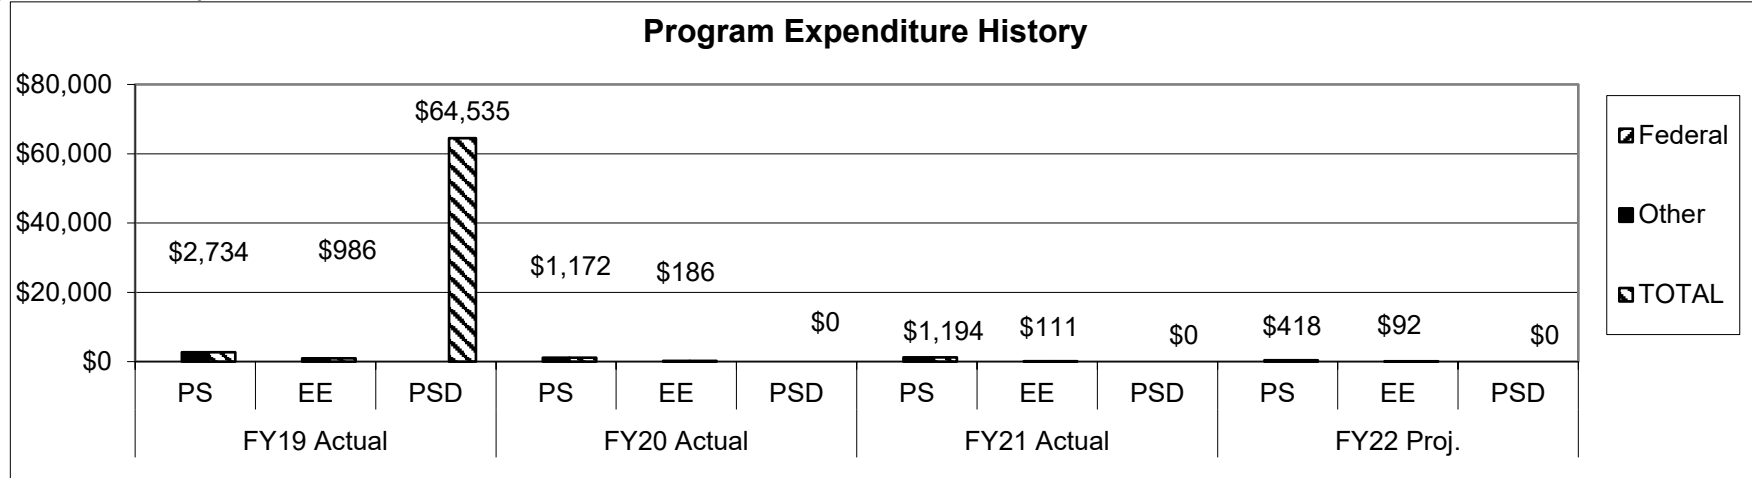 Program Expenditure History
$80,000
$60,000
$40,000
$20,000
$0
$2,734
$986
$64,535
$1,172
$186
$0
$1,194
$111
$0
$418
$92
$0
PS EE PSD PS EE PSD PS EE PSD PS EE PSD
FY19 Actual FY20 Actual FY21 Actual FY22 Proj.
Federal
Other
TOTAL